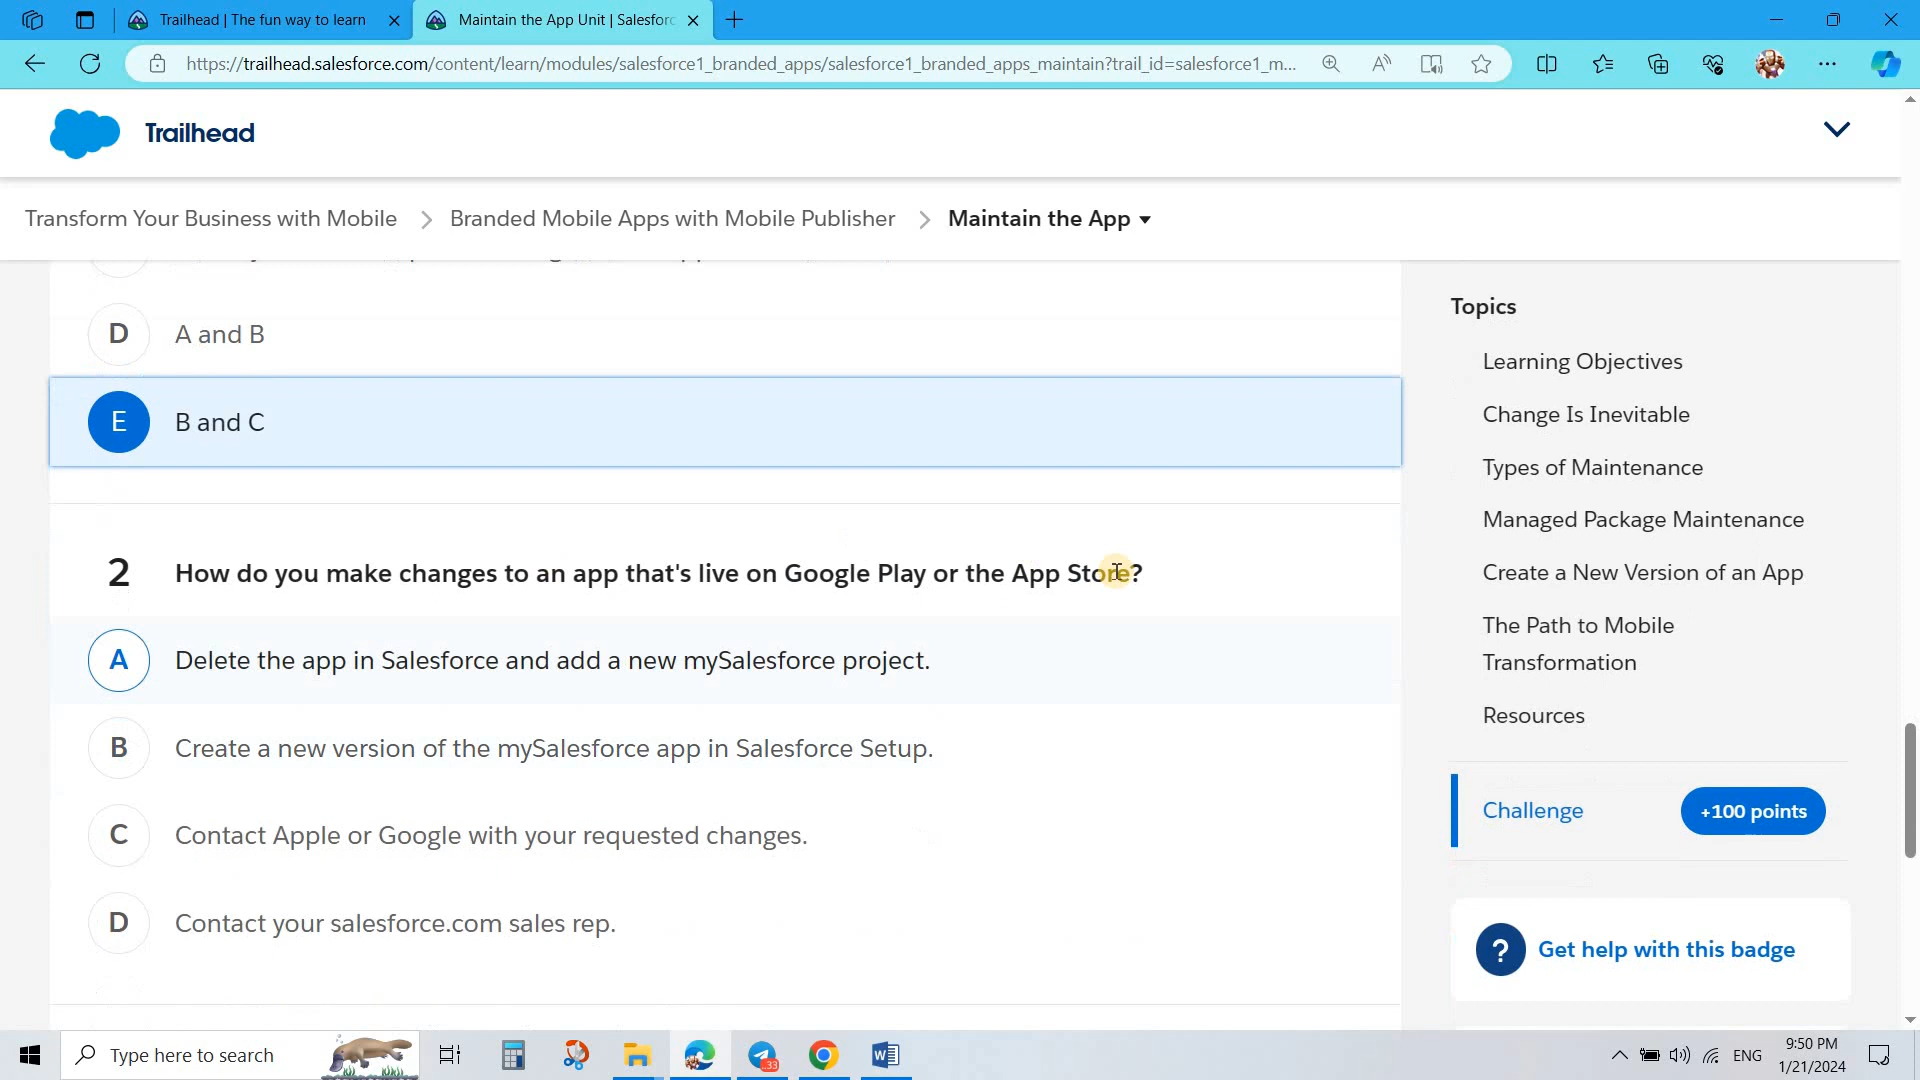 Trailhead | The fun way to learn
Maintain the App Unit | Salesforc
https://trailhead.salesforce.com/content/learn/modules/salesforce1_branded_apps/salesforce1_branded_apps_maintain?trail_id=salesforce1_m...
Trailhead
Transform Your Business with Mobile
Branded Mobile Apps with Mobile Publisher
Maintain the App
D A and B
E B and C
2 How do you make changes to an app that's live on Google Play or the App Store?
A Delete the app in Salesforce and add a new mySalesforce project.
B Create a new version of the mySalesforce app in Salesforce Setup.
C Contact Apple or Google with your requested changes.
D Contact your salesforce.com sales rep.
Topics
Learning Objectives
Change Is Inevitable
Types of Maintenance
Managed Package Maintenance
Create a New Version of an App
The Path to Mobile
Transformation
Resources
Challenge +100 points
? Get help with this badge
Type here to search
33
ENG
9:50 PM
1/21/2024